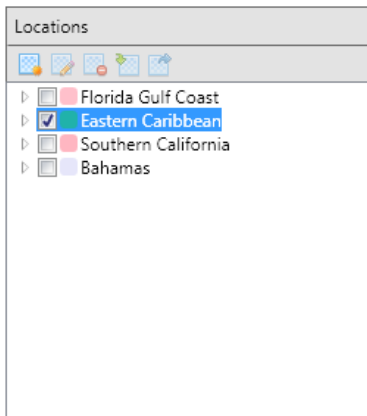 Locations
Florida Gulf Coast
Eastern Caribbean
Southern California
Bahamas